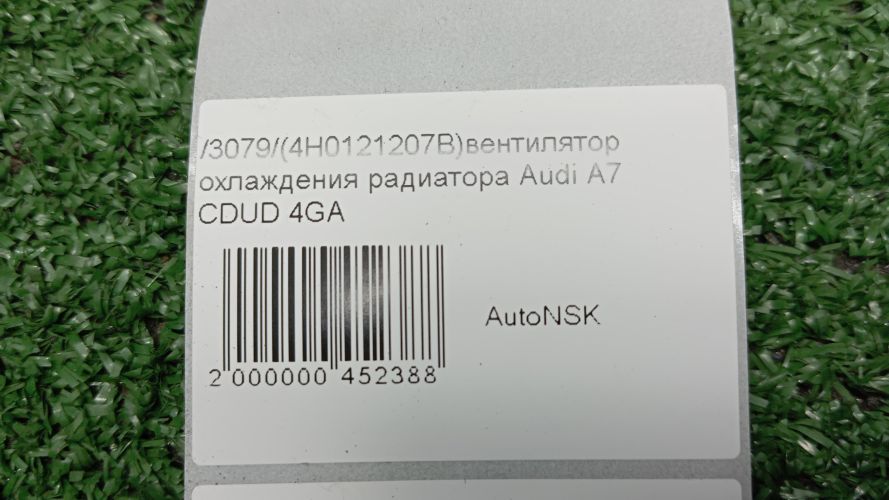 /3079/(4H0121207B)вентилятор
охлаждения радиатора Audi A7
CDUD 4GA
AutoNSK
2 000000 452388